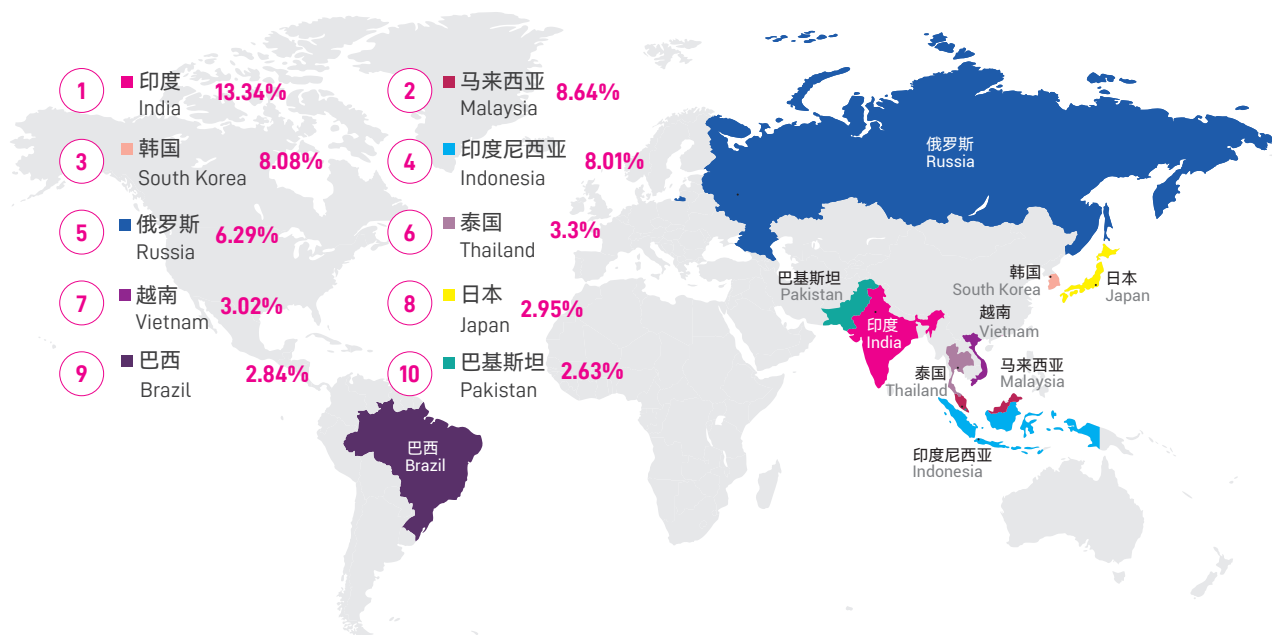 1
印度
India
13.34%
2
马来西亚
Malaysia
8.64%
3
韩国
South Korea
8.08%
4
印度尼西亚
Indonesia
8.01%
5
俄罗斯
Russia
6.29%
6
泰国
Thailand
3.3%
7
越南
Vietnam
3.02%
8
日本
Japan
2.95%
9
巴西
Brazil
2.84%
10
巴基斯坦
Pakistan
2.63%
俄罗斯
Russia
韩国
South Korea
日本
Japan
巴基斯坦
Pakistan
印度
India
越南
Vietnam
泰国
Thailand
马来西亚
Malaysia
印度尼西亚
Indonesia
巴西
Brazil